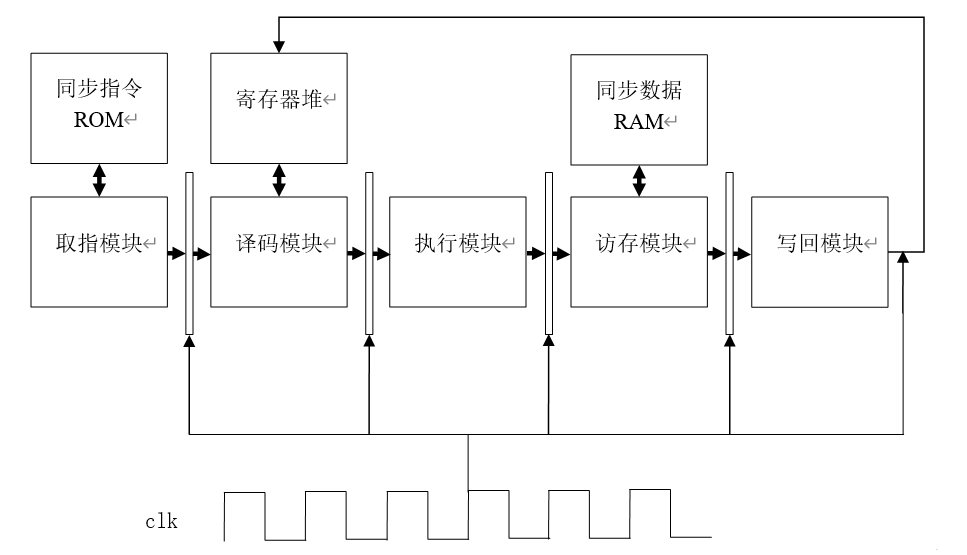 同步指令
ROM↵
寄存器堆↵
同步数据
RAM↵
取指模块↵
译码模块↵
执行模块↵
访存模块↵
写回模块↵
clk